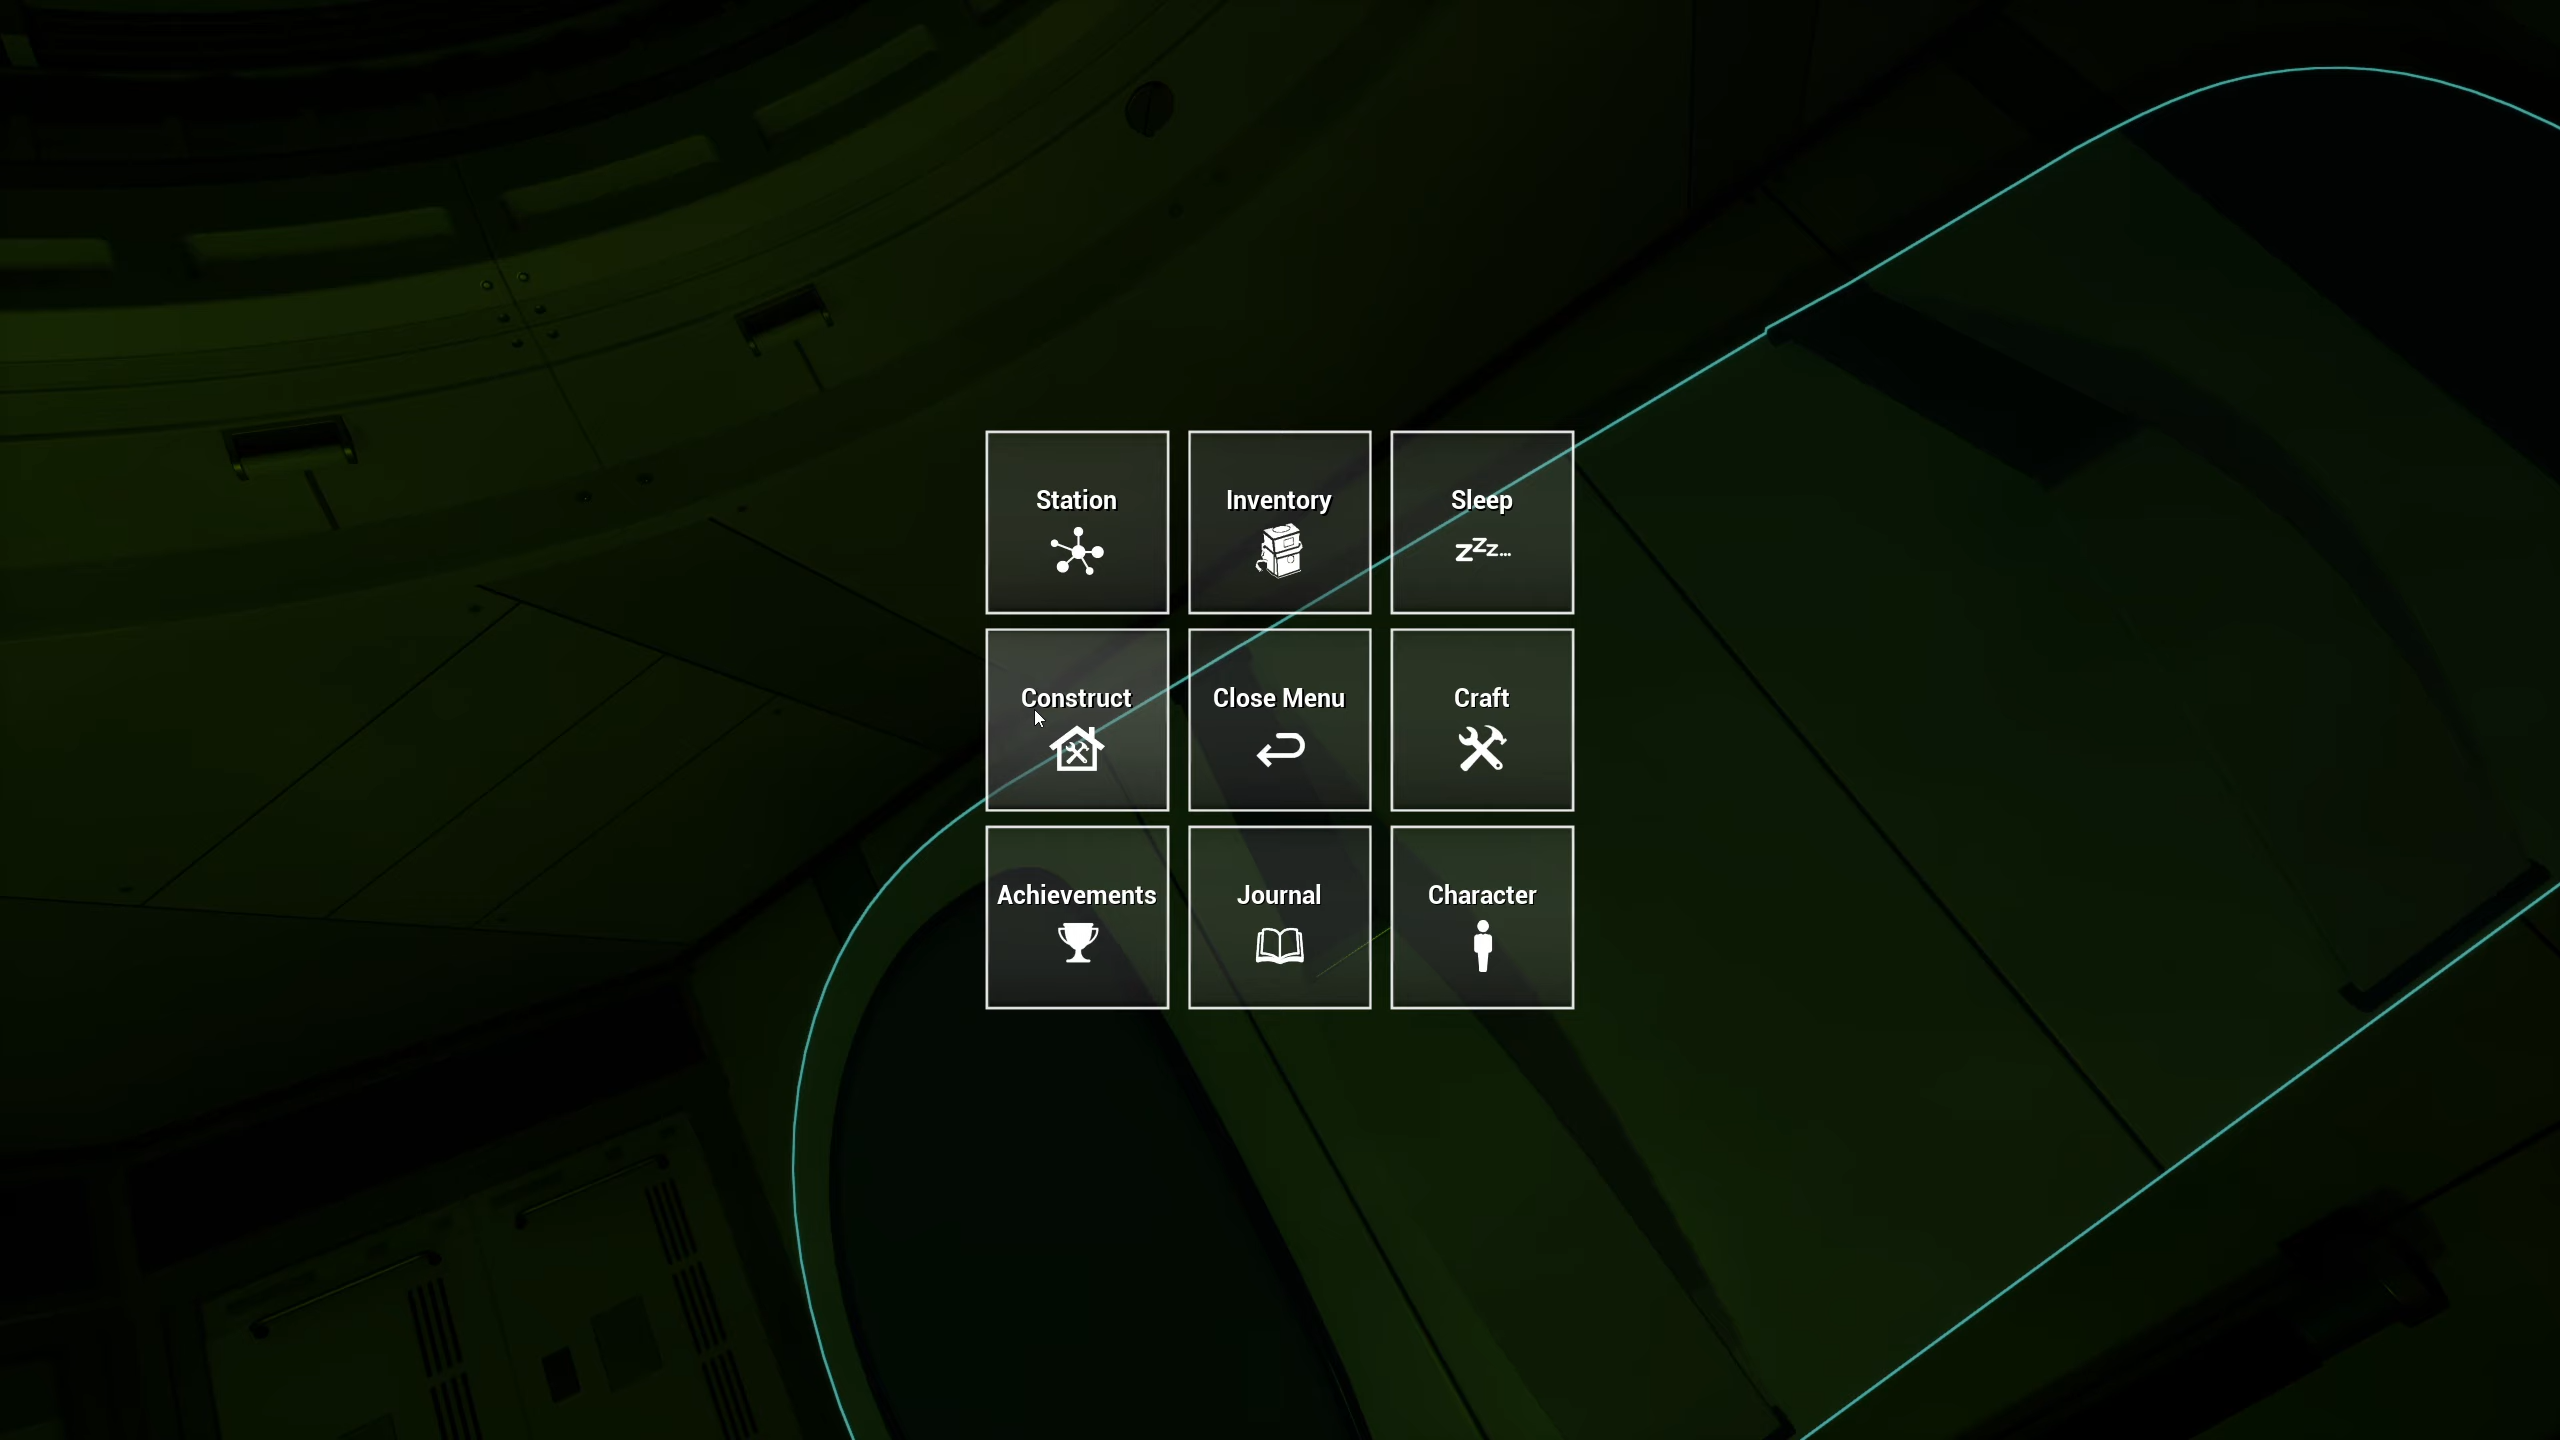 Station
Inventory
Sleep
zZz...
Construct
Close Menu
Craft
Achievements
Journal
Character